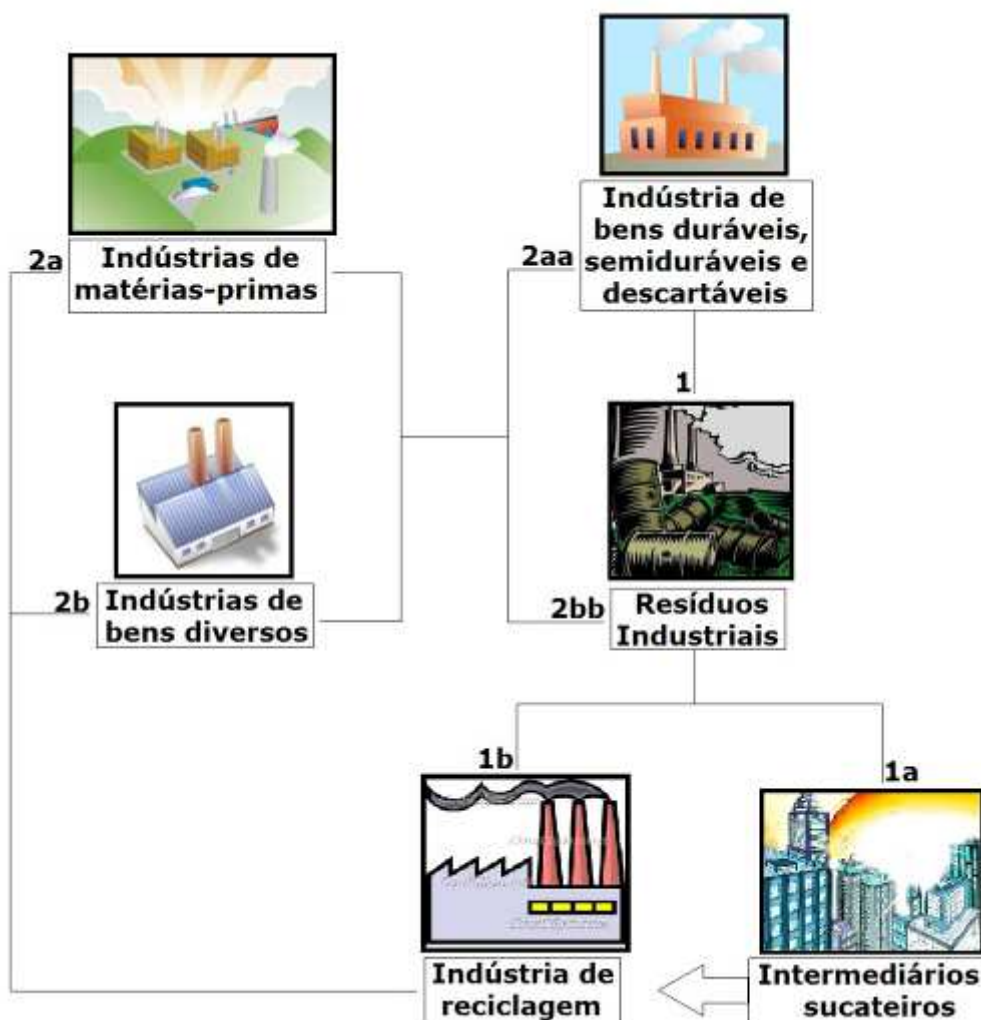 2a
Indústrias de
matérias-primas
2aa
Indústria de
bens duráveis,
semiduráveis e
descartáveis
1
2b
Indústrias de
bens diversos
2bb
Resíduos
Industriais
1b
1a
Indústria de
reciclagem
Intermediários
sucateiros